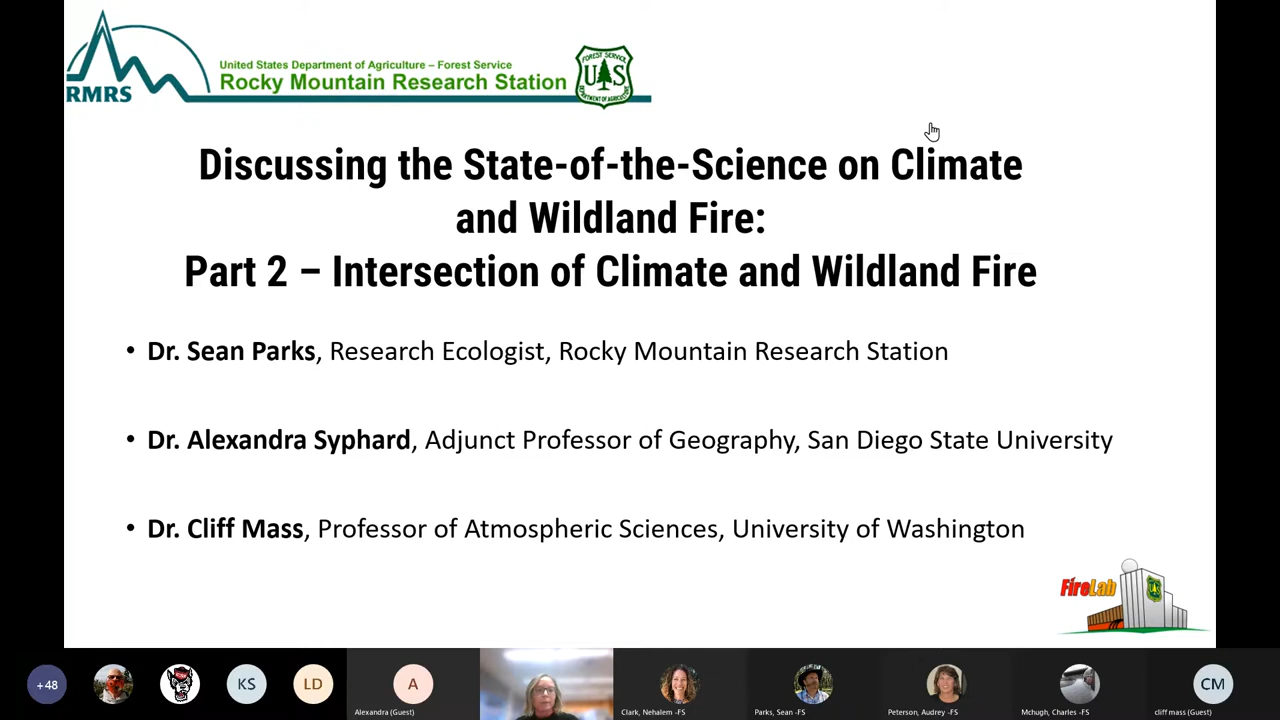 RMRS
United States Department of Agriculture – Forest Service
Rocky Mountain Research Station
FOREST SERVICE
U S
DEPARTMENT OF AGRICULTURE
Discussing the State-of-the-Science on Climate
and Wildland Fire:
Part 2 – Intersection of Climate and Wildland Fire
• Dr. Sean Parks, Research Ecologist, Rocky Mountain Research Station
• Dr. Alexandra Syphard, Adjunct Professor of Geography, San Diego State University
• Dr. Cliff Mass, Professor of Atmospheric Sciences, University of Washington
FireLab
+48
KS
LD
A
CM
Alexandra (Guest)
Clark, Nehalem -FS
Parks, Sean -FS
Peterson, Audrey -FS
Mchugh, Charles -FS
cliff mass (Guest)